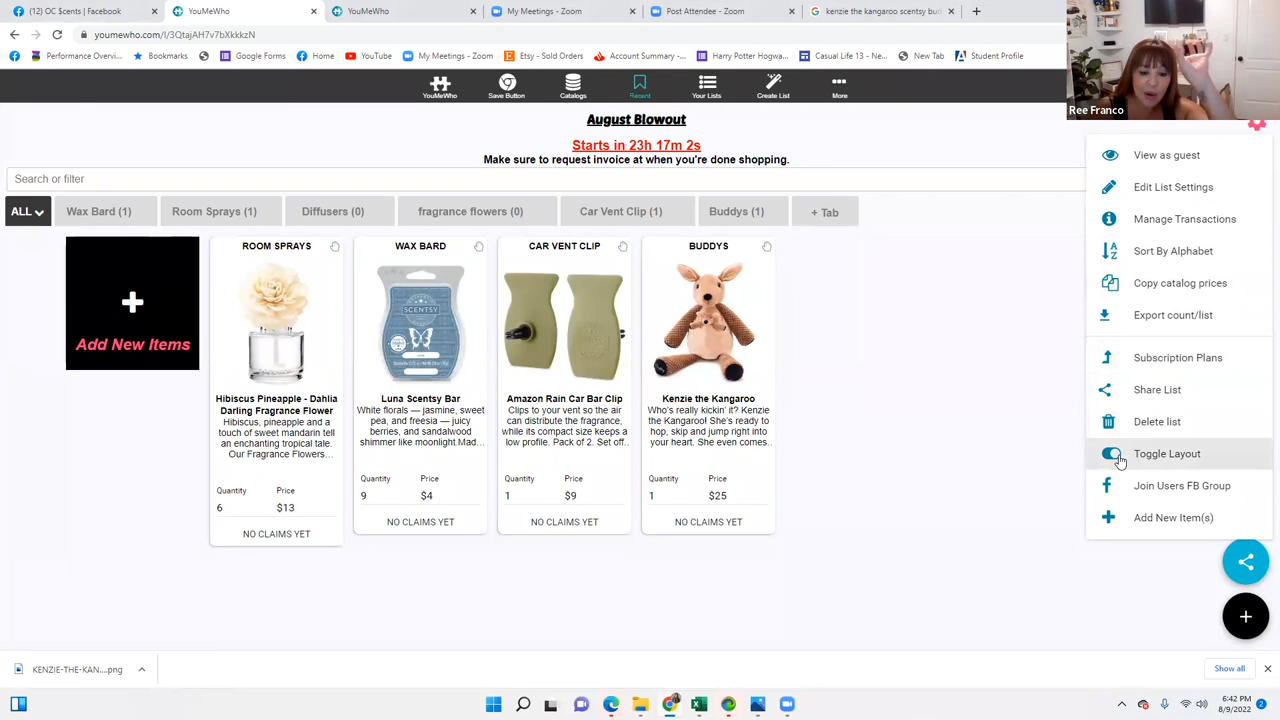 (12) OC $cents | Facebook
YouMeWho
YouMeWho
My Meetings - Zoom
Post Attendee - Zoom
kenzie the kangaroo scentsy bud
youmewho.com/l/3QtajAH7v7bXkkkzN
Performance Overvi...
Bookmarks
Google Forms
Home
YouTube
My Meetings - Zoom
Etsy - Sold Orders
Account Summary -...
Harry Potter Hogwa...
Casual Life 13 - Ne...
New Tab
Student Profile
Ree Franco
YouMeWho
Save Button
Catalogs
Recent
Your Lists
Create List
More
August Blowout
Starts in 23h 17m 2s
Make sure to request invoice at when you're done shopping.
Search or filter
ALL
Wax Bard (1)
Room Sprays (1)
Diffusers (0)
fragrance flowers (0)
Car Vent Clip (1)
Buddys (1)
+ Tab
Add New Items
ROOM SPRAYS
Hibiscus Pineapple - Dahlia
Darling Fragrance Flower
Hibiscus, pineapple and a
touch of sweet mandarin tell
an enchanting tropical tale.
Our Fragrance Flowers...
Quantity
Price
6
$13
NO CLAIMS YET
WAX BARD
SCENTSY
Luna Scentsy Bar
White florals — jasmine, sweet
pea, and freesia — juicy
berries, and sandalwood
shimmer like moonlight.Mad...
Quantity
Price
9
$4
NO CLAIMS YET
CAR VENT CLIP
Amazon Rain Car Bar Clip
Clips to your vent so the air
can distribute the fragrance,
while its compact size keeps a
low profile. Pack of 2. Set off...
Quantity
Price
1
$9
NO CLAIMS YET
BUDDYS
Kenzie the Kangaroo
Who's really kickin' it? Kenzie
the Kangaroo! She's ready to
hop, skip and jump right into
your heart. She even comes...
Quantity
Price
1
$25
NO CLAIMS YET
View as guest
Edit List Settings
Manage Transactions
Sort By Alphabet
Copy catalog prices
Export count/list
Subscription Plans
Share List
Delete list
Toggle Layout
Join Users FB Group
Add New Item(s)
KENZIE-THE-KAN....png
Show all
6:42 PM
8/9/2022
2